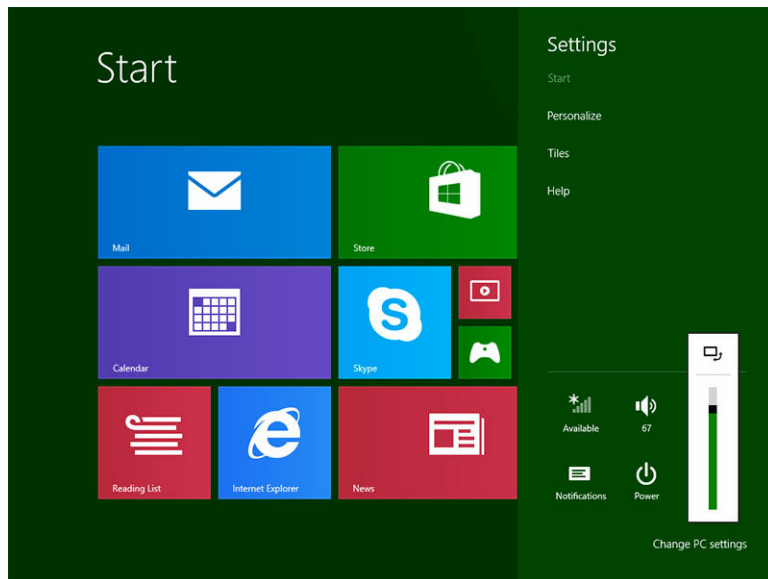 Start
Mail
Store
Calendar
S
Skype
Reading List
Internet Explorer
News
Settings
Start
Personalize
Tiles
Help
Available
67
Notifications
Power
Change PC settings